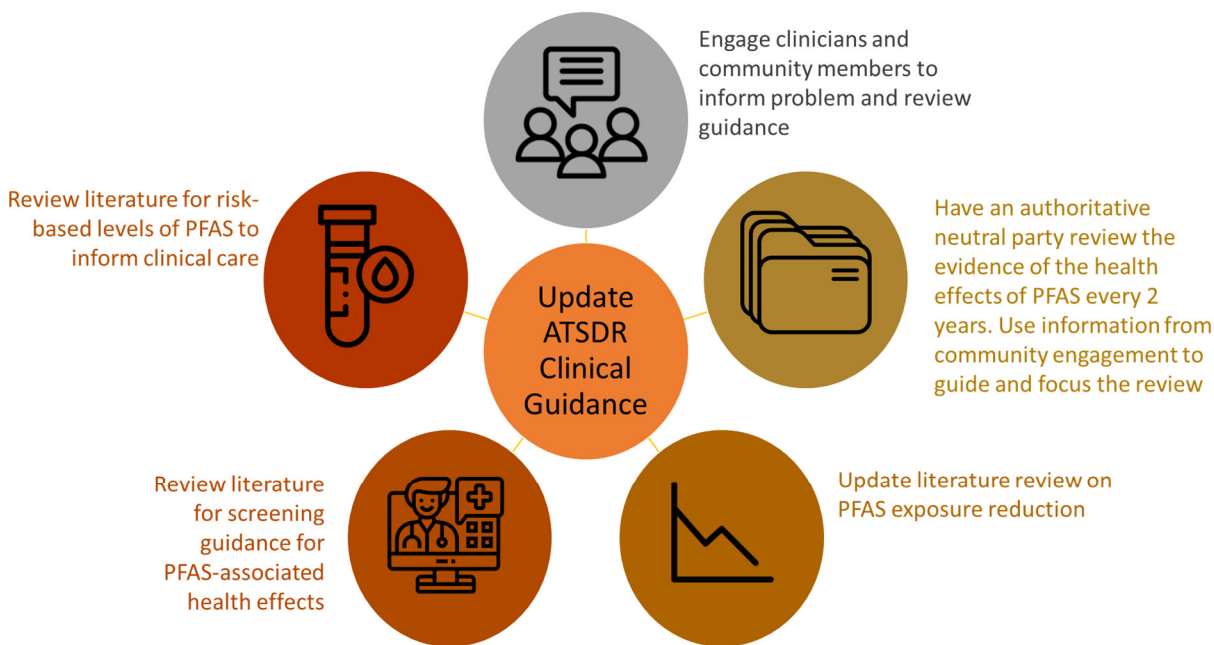 Engage clinicians and
community members to
inform problem and review
guidance
Have an authoritative
neutral party review the
evidence of the health
effects of PFAS every 2
years. Use information from
community engagement to
guide and focus the review
Update literature review on
PFAS exposure reduction
Review literature
for screening
guidance for
PFAS-associated
health effects
Review literature for risk-
based levels of PFAS to
inform clinical care
Update
ATSDR
Clinical
Guidance